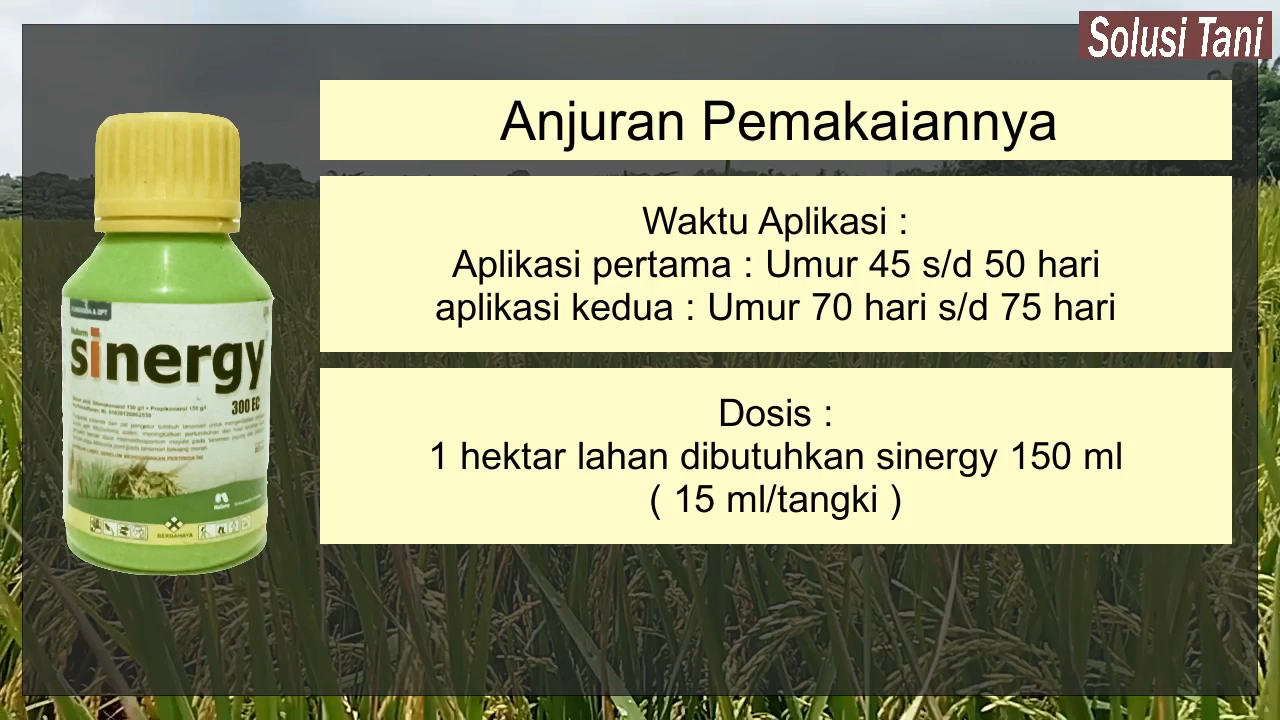 Solusi Tani
Anjuran Pemakaiannya
Waktu Aplikasi :
Aplikasi pertama : Umur 45 s/d 50 hari
aplikasi kedua : Umur 70 hari s/d 75 hari
Dosis :
1 hektar lahan dibutuhkan sinergy 150 ml
( 15 ml/tangki )
sinergy
300 EC
BERBAHAYA